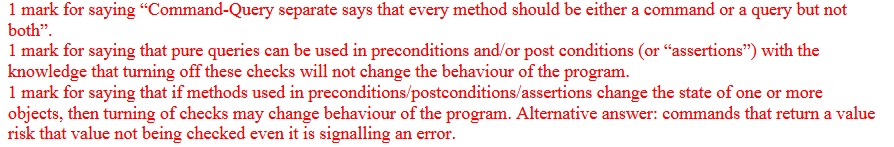 1 mark for saying “Command-Query separate says that every method should be either a command or a query but not
both”.
1 mark for saying that pure queries can be used in preconditions and/or post conditions (or “assertions”) with the
knowledge that turning off these checks will not change the behaviour of the program.
1 mark for saying that if methods used in preconditions/postconditions/assertions change the state of one or more
objects, then turning of checks may change behaviour of the program. Alternative answer: commands that return a value
risk that value not being checked even it is signalling an error.